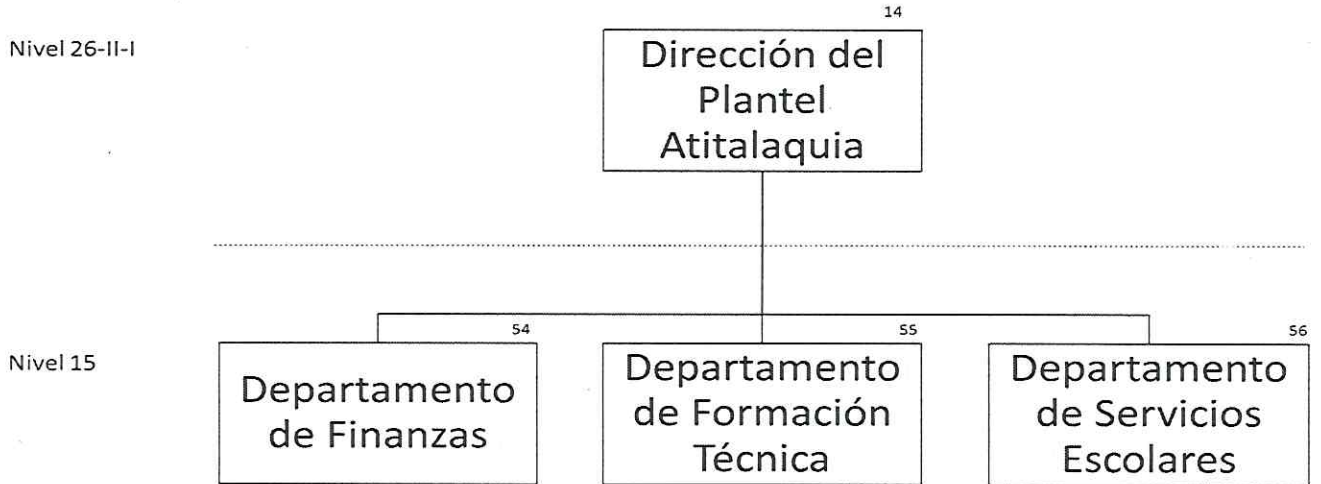 14
Nivel 26-II-I
Dirección del
Plantel
Atitalaquia
54
55
56
Nivel 15
Departamento
de Finanzas
Departamento
de Formación
Técnica
Departamento
de Servicios
Escolares